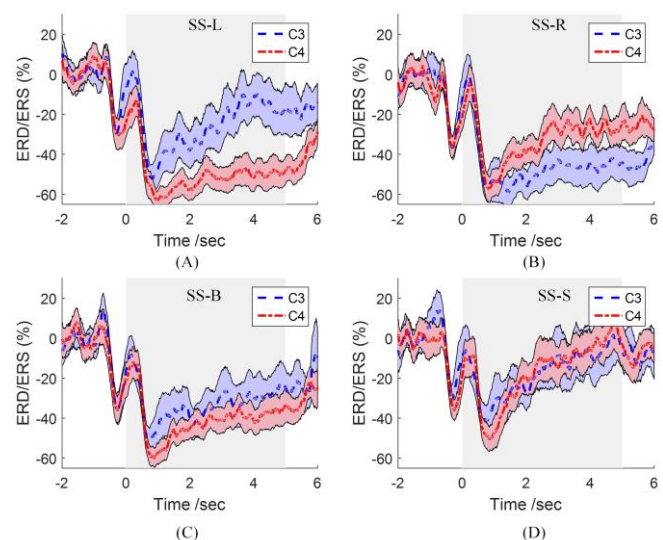 SS-L
C3
C4
20
0
-20
-40
-60
ERD/ERS (%)
-2 0 2 4 6
Time /sec
(A)
SS-R
C3
C4
20
0
-20
-40
-60
ERD/ERS (%)
-2 0 2 4 6
Time /sec
(B)
SS-B
C3
C4
20
0
-20
-40
-60
ERD/ERS (%)
-2 0 2 4 6
Time /sec
(C)
SS-S
C3
C4
20
0
-20
-40
-60
ERD/ERS (%)
-2 0 2 4 6
Time /sec
(D)